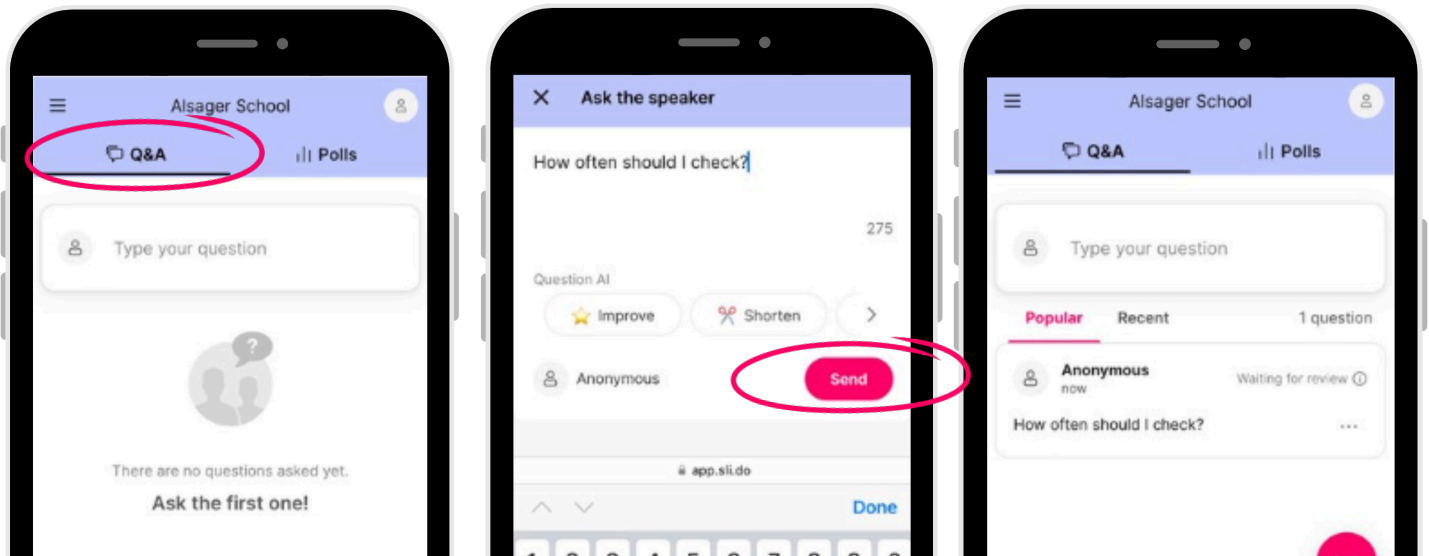 Alsager School
Q&A Polls
Type your question
?
There are no questions asked yet.
Ask the first one!
Ask the speaker
How often should I check?
275
Question AI
Improve Shorten
Anonymous Send
app.sli.do
Done
Alsager School
Q&A Polls
Type your question
Popular Recent 1 question
Anonymous
now Waiting for review
How often should I check?